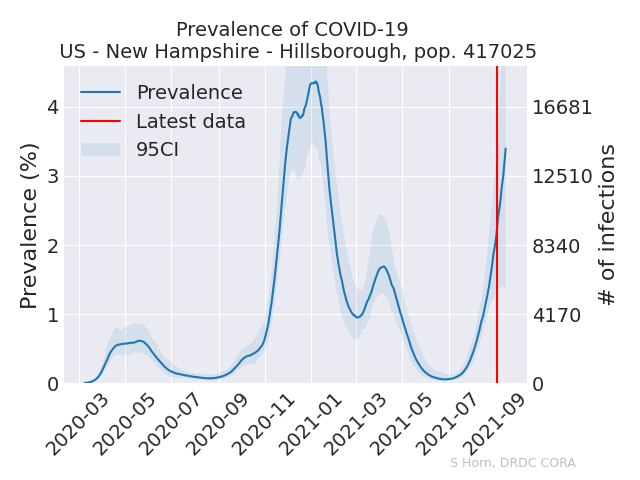 Prevalence of COVID-19
US - New Hampshire - Hillsborough, pop. 417025
Prevalence
Latest data
95CI
Prevalence (%)
4
3
2
1
0
16681
12510
8340
4170
0
# of infections
2020-03
2020-05
2020-07
2020-09
2020-11
2021-01
2021-03
2021-05
2021-07
2021-09
S Horn, DRDC CORA